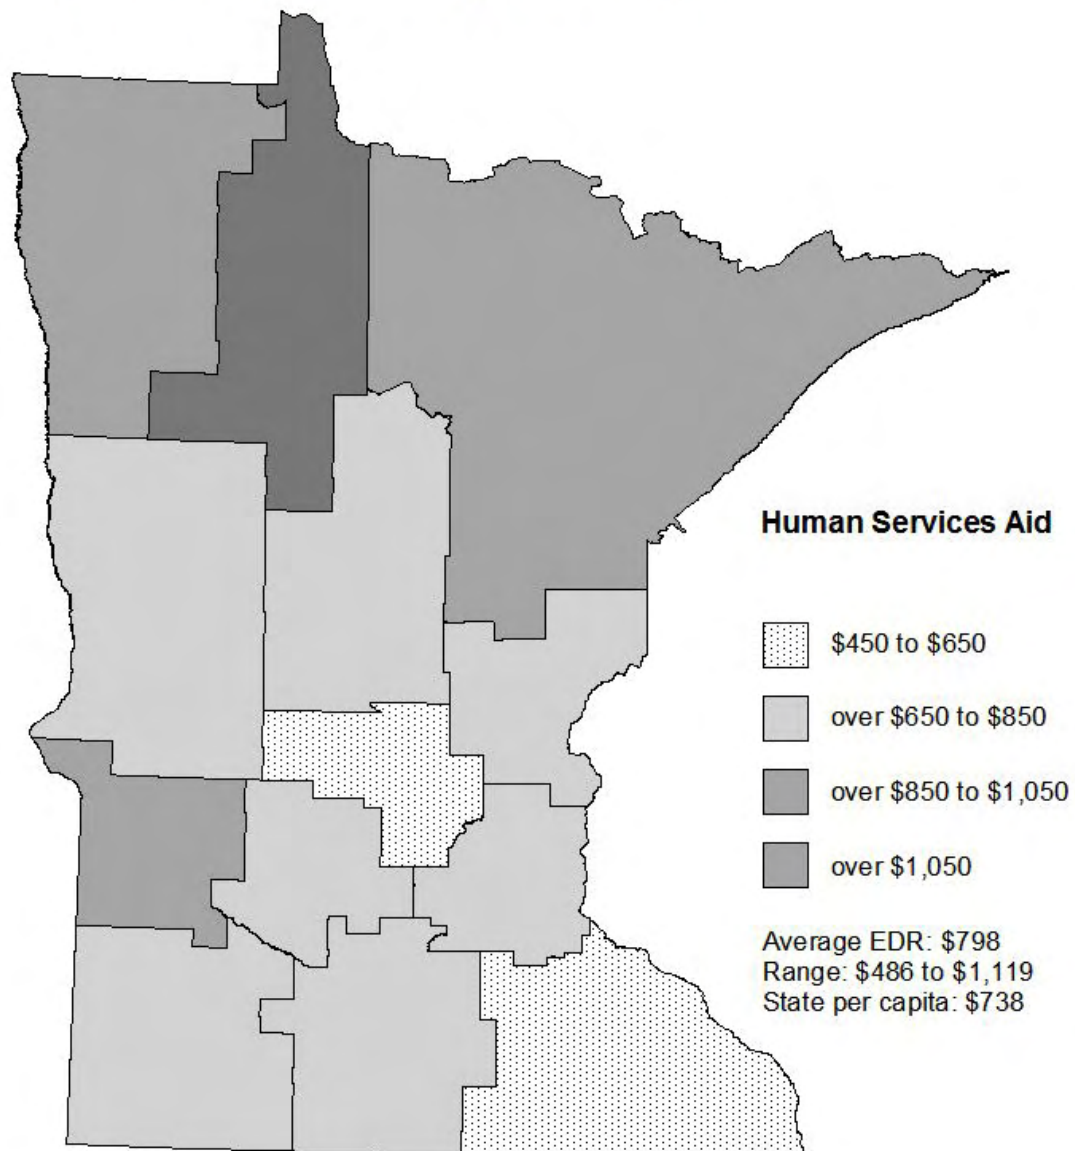 Human Services Aid
$450 to $650
over $650 to $850
over $850 to $1,050
over $1,050
Average EDR: $798
Range: $486 to $1,119
State per capita: $738